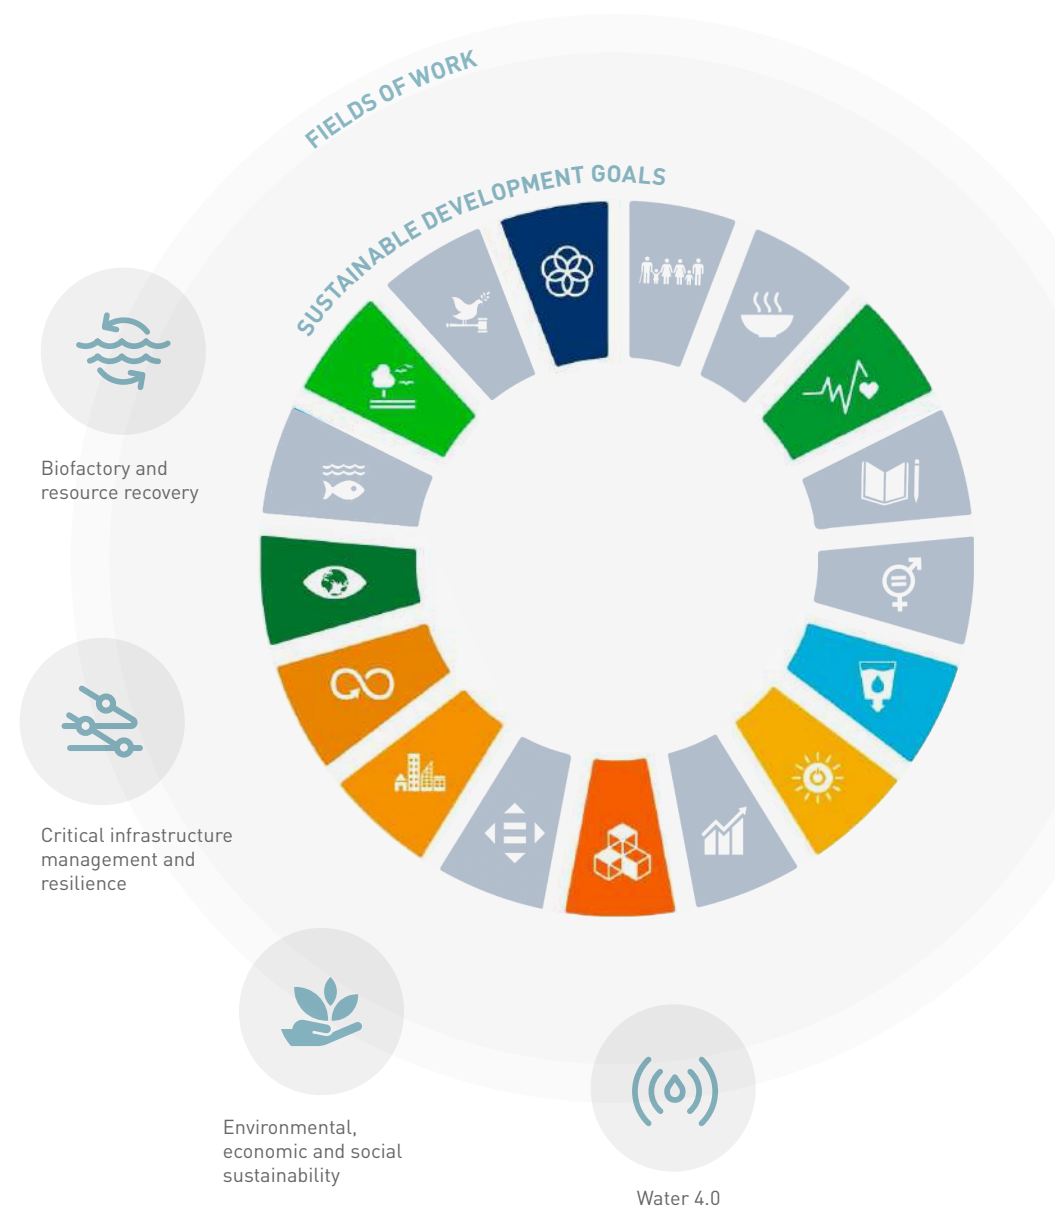 FIELDS OF WORK
SUSTAINABLE DEVELOPMENT GOALS
Biofactory and
resource recovery
Critical infrastructure
management and
resilience
Environmental,
economic and social
sustainability
Water 4.0